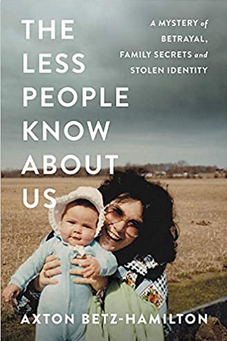 THE
LESS
PEOPLE
KNOW
ABOUT
US
A MYSTERY of
BETRAYAL,
FAMILY SECRETS and
STOLEN IDENTITY
AXTON BETZ-HAMILTON